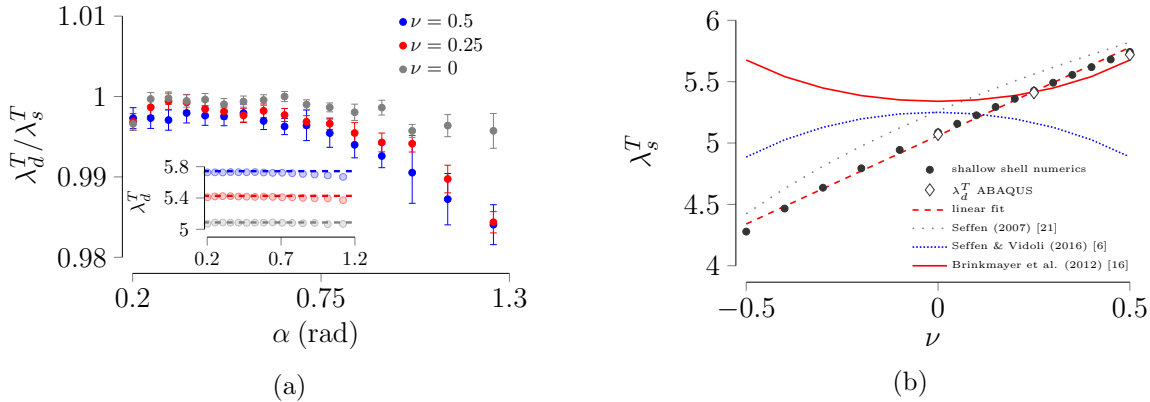 1.01
1
0.99
0.98
λ_d^T/λ_s^T
ν = 0.5
ν = 0.25
ν = 0
5.8
5.4
5
λ_d^T
0.2 0.7 1.2
0.2 0.75 1.3
α (rad)
(a)
6
5.5
5
4.5
4
λ_s^T
shallow shell numerics
λ_d^T ABAQUS
linear fit
Seffen (2007) [21]
Seffen & Vidoli (2016) [6]
Brinkmayer et al. (2012) [16]
−0.5 0 0.5
ν
(b)